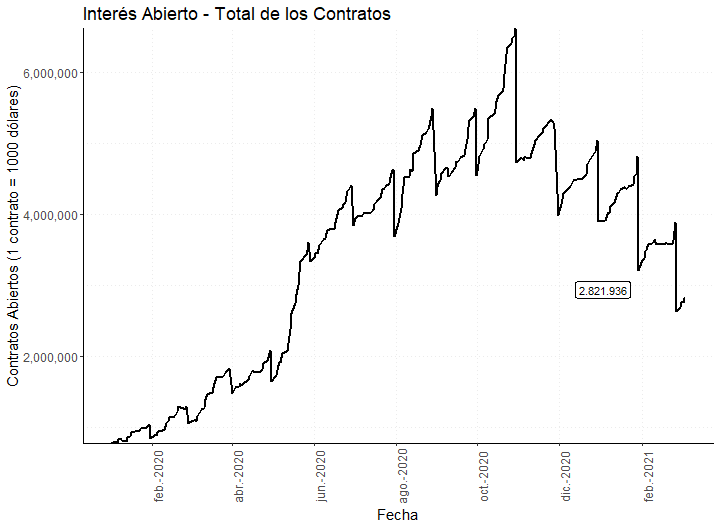 Interés Abierto - Total de los Contratos
Contratos Abiertos (1 contrato = 1000 dólares)
6,000,000
4,000,000
2,000,000
2.821.936
feb.-2020
abr.-2020
jun.-2020
ago.-2020
oct.-2020
dic.-2020
feb.-2021
Fecha